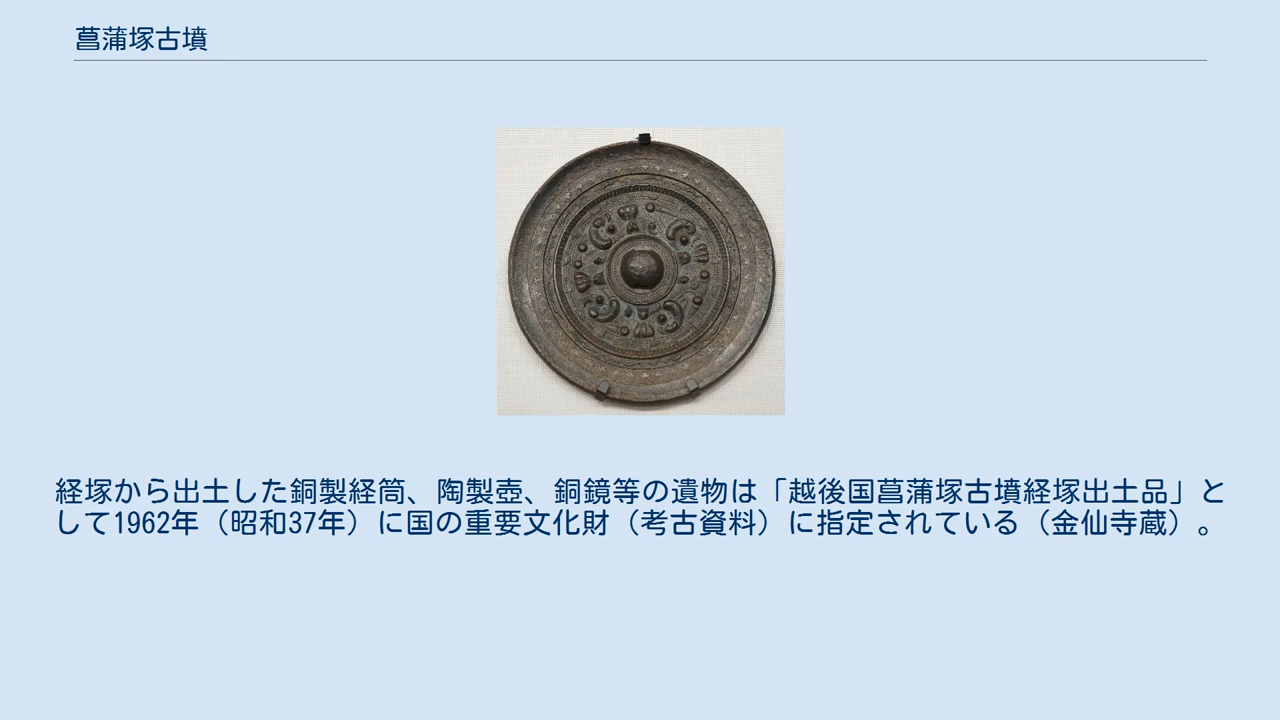 菖蒲塚古墳
経塚から出土した銅製経筒、陶製壺、銅鏡等の遺物は「越後国菖蒲塚古墳経塚出土品」と
して1962年（昭和37年）に国の重要文化財（考古資料）に指定されている（金仙寺蔵）。